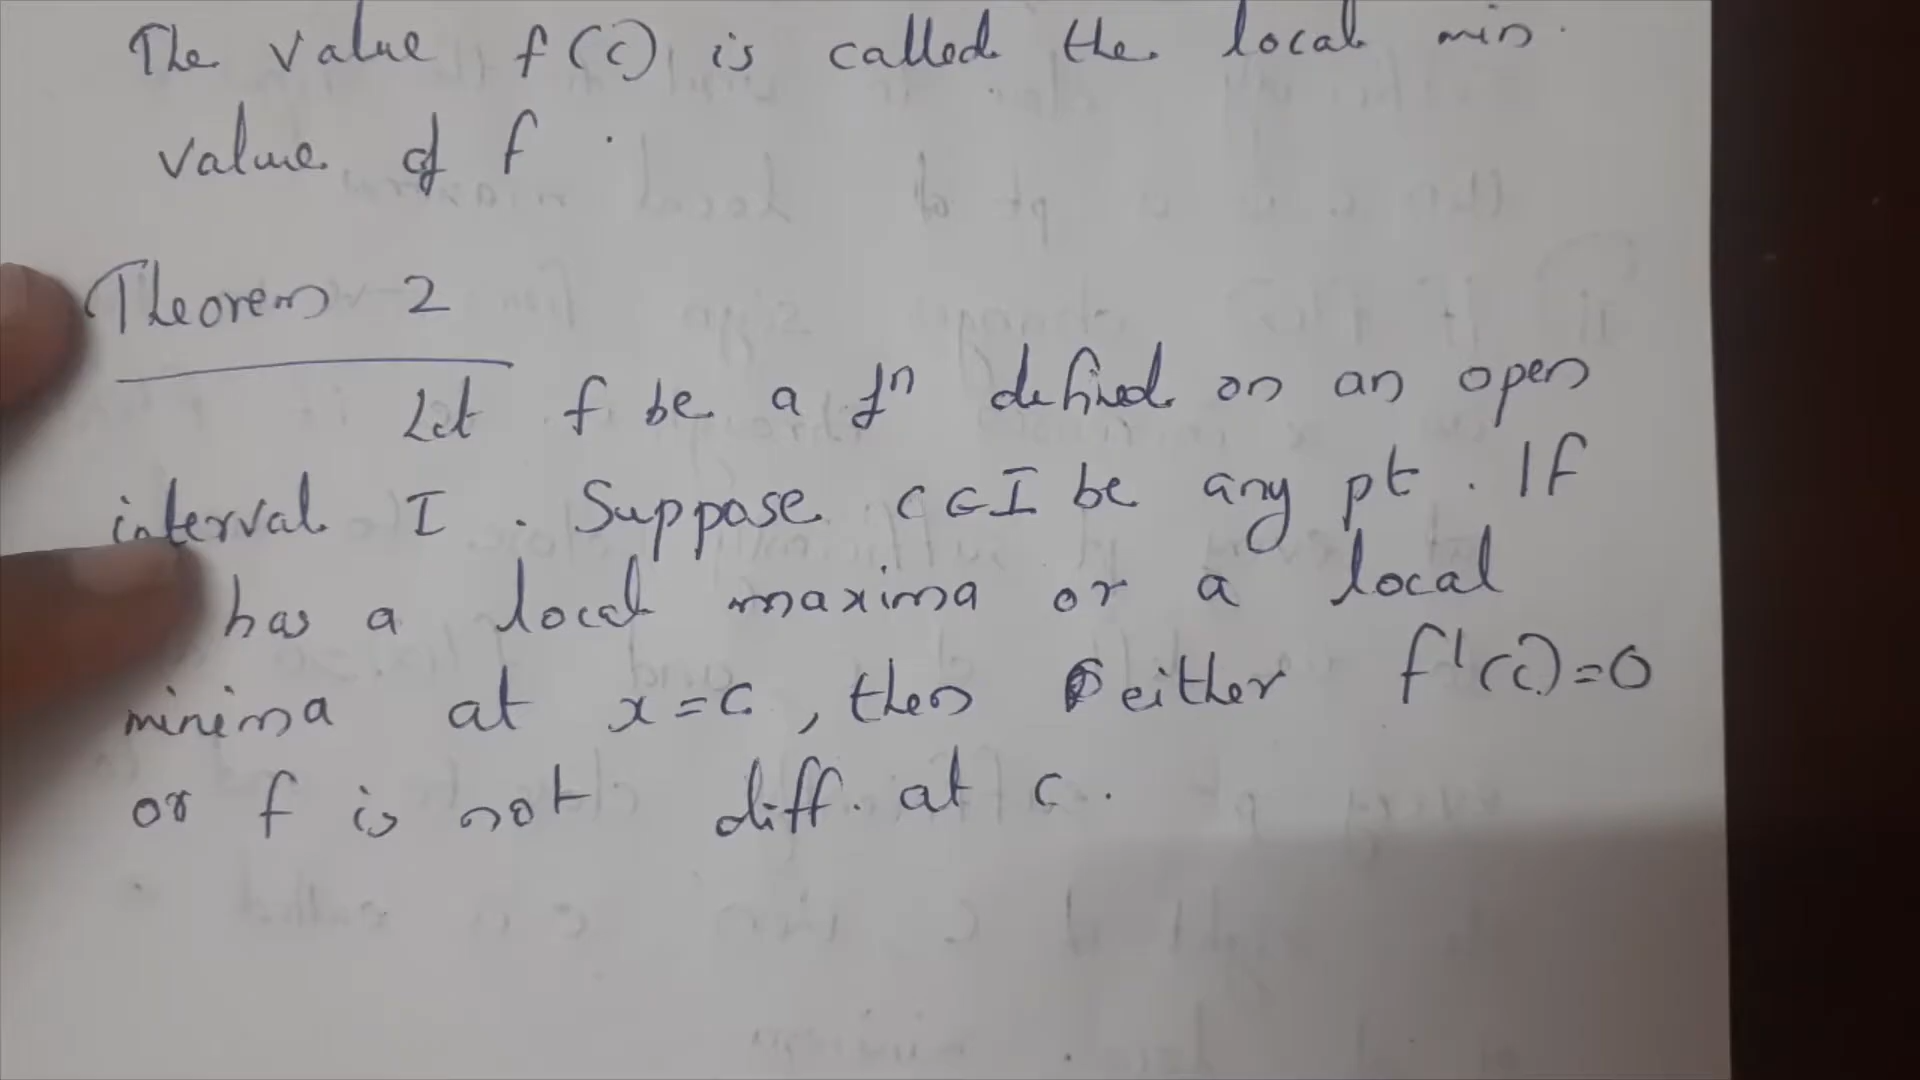 The value f(c) is called the local min.
value of f.
Theorem 2
Let f be a fⁿ defined on an open
interval I. Suppose c∈I be any pt. If
has a local maxima or a local
minima at x=c, then either f'(c)=0
or f is not diff. at c.